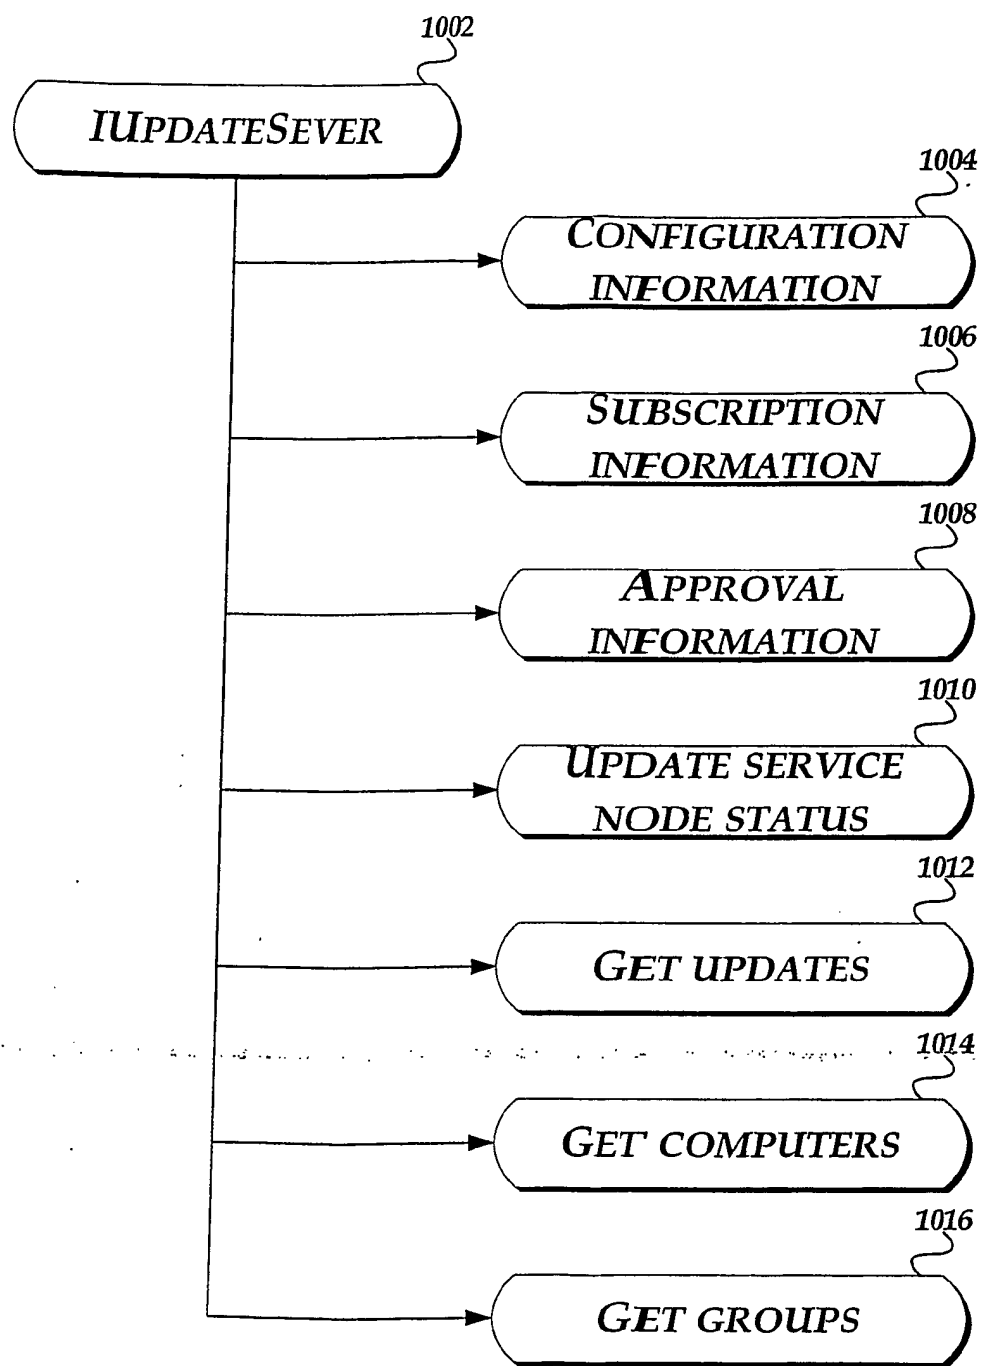 1002
IUPDATESEVER
1004
CONFIGURATION
INFORMATION
1006
SUBSCRIPTION
INFORMATION
1008
APPROVAL
INFORMATION
1010
UPDATE SERVICE
NODE STATUS
1012
GET UPDATES
1014
GET COMPUTERS
1016
GET GROUPS